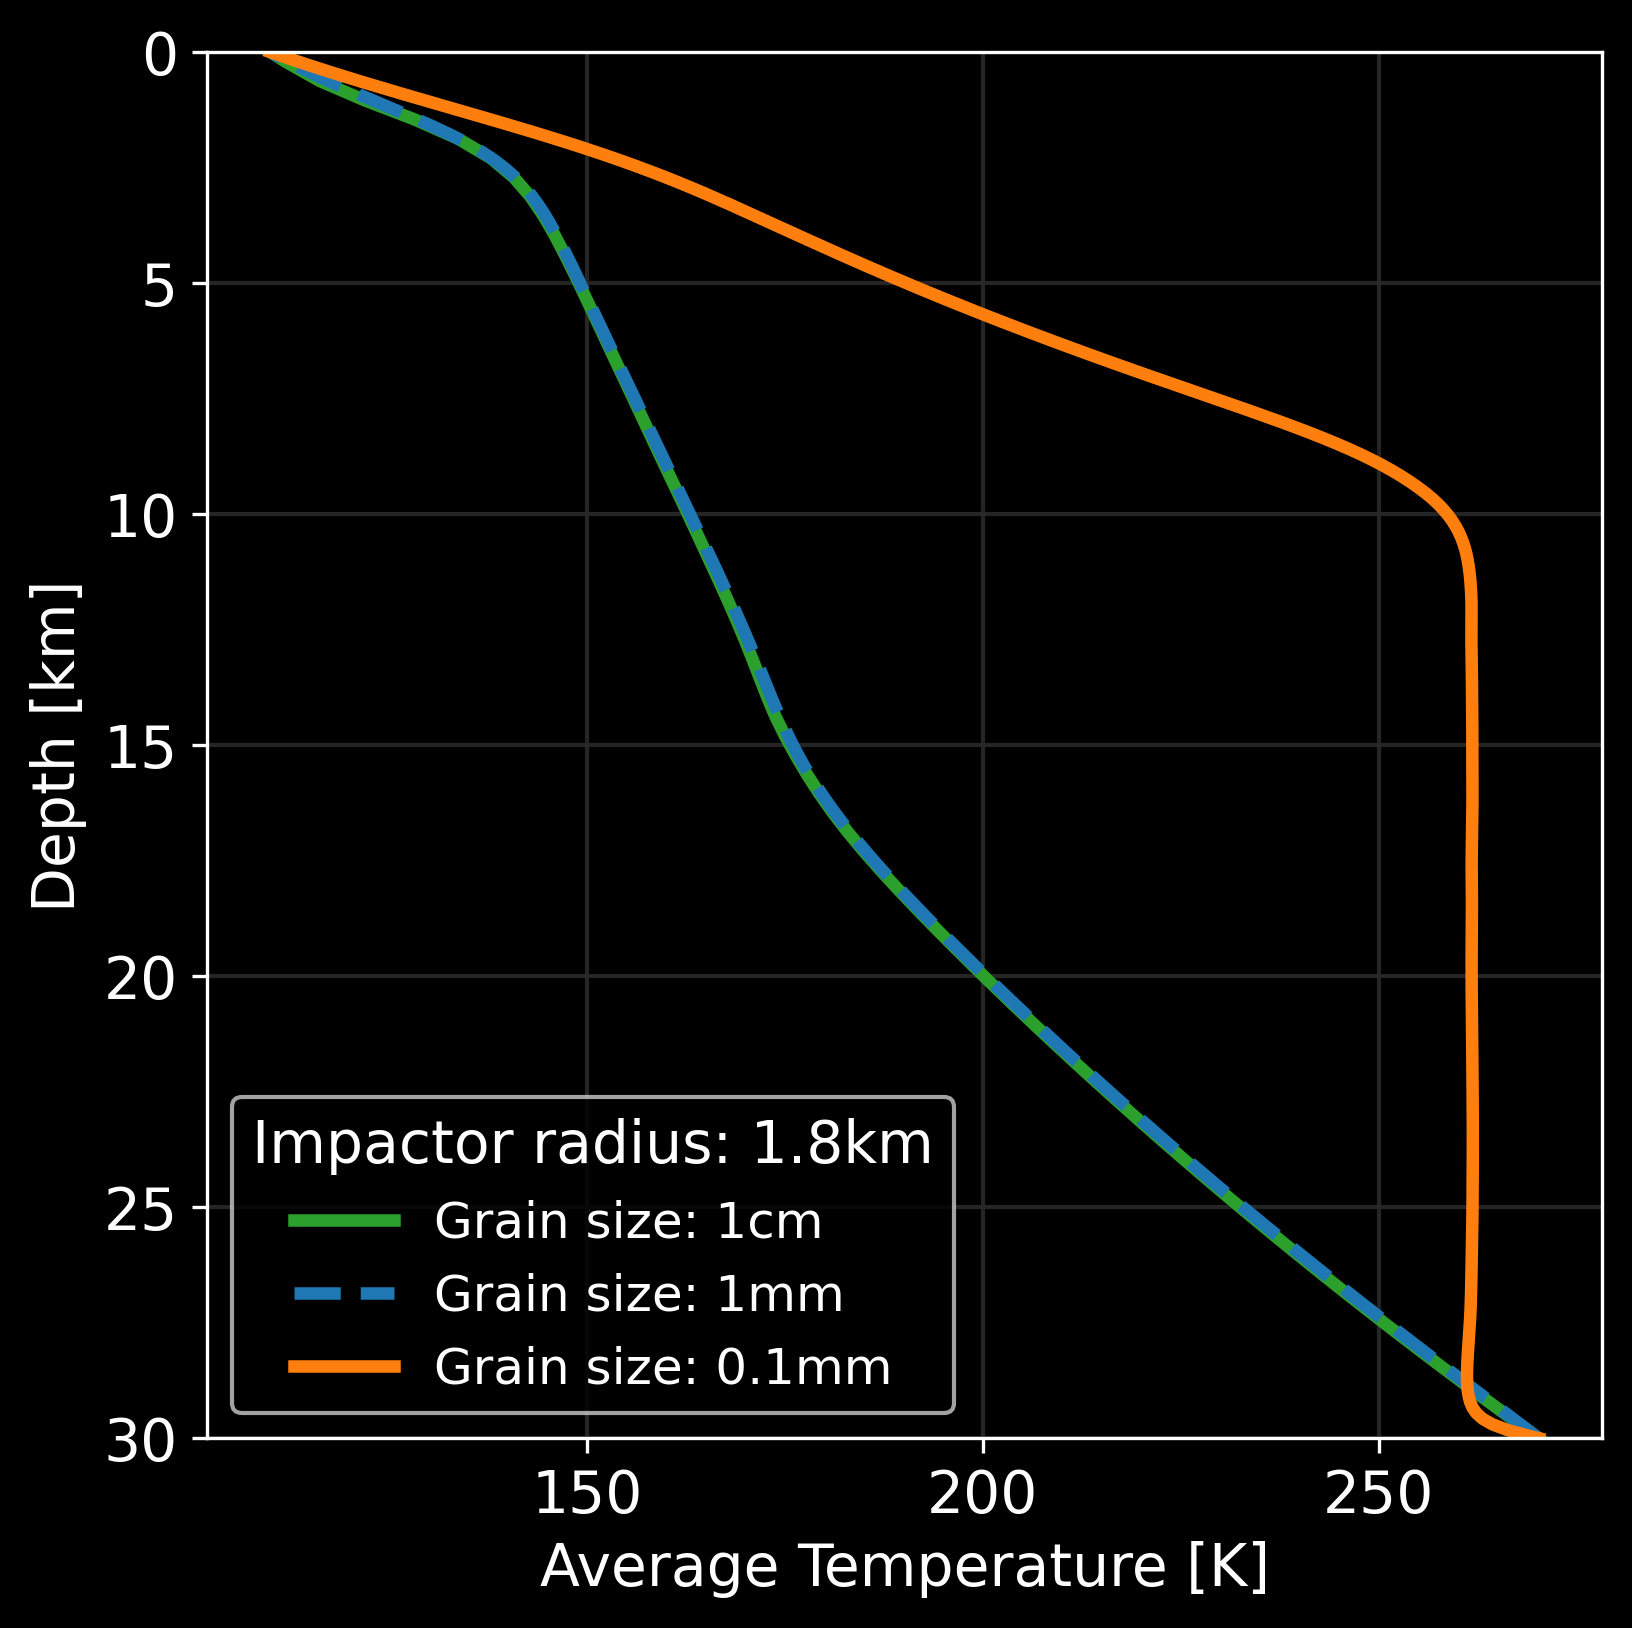 0
5
10
15
20
25
30
Depth [km]
Impactor radius: 1.8km
Grain size: 1cm
Grain size: 1mm
Grain size: 0.1mm
150
200
250
Average Temperature [K]